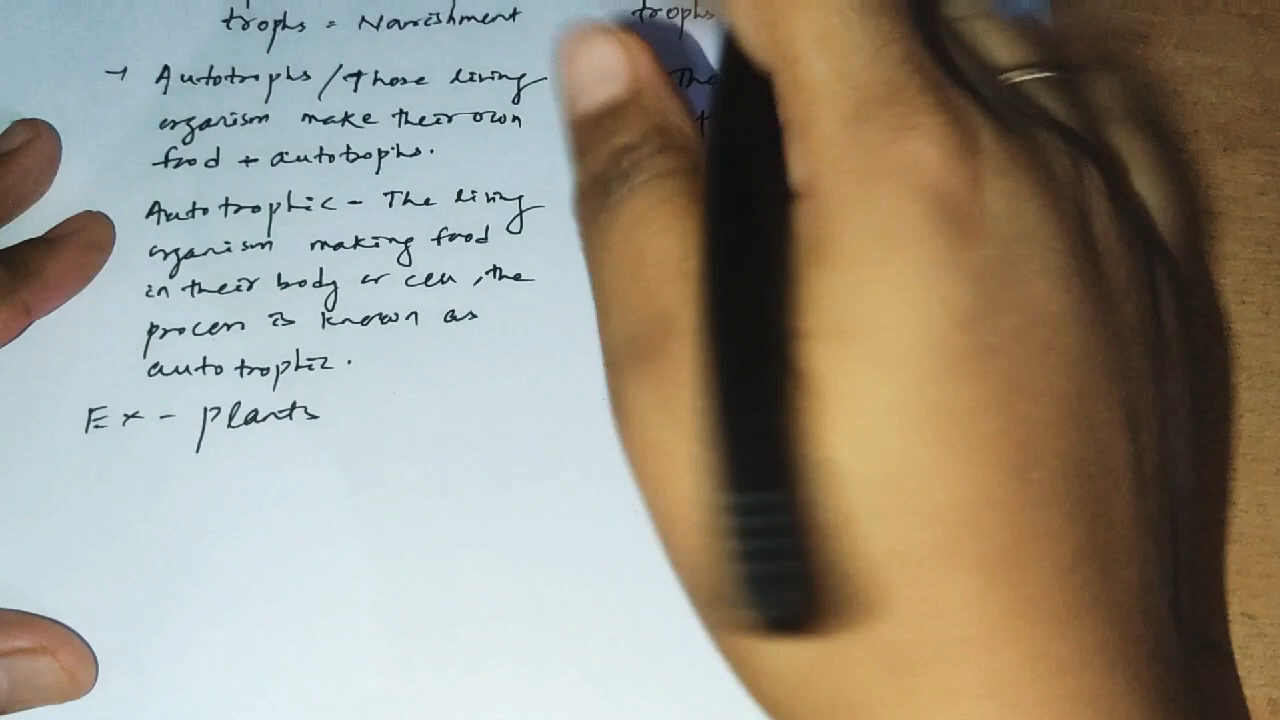 trophs = Narishment
trophs
→ Autotrophs / Those living
organism make their own
food → autotrophs.
Autotrophic - The living
organism making food
in their body or cell, the
process is known as
autotrophic.
Ex - plants